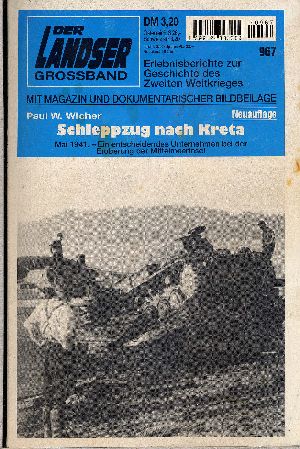 DER
LANDSER
GROSSBAND
DM 3,20
967
Erlebnisberichte zur
Geschichte des
Zweiten Weltkrieges
MIT MAGAZIN UND DOKUMENTARISCHER BILDBEILAGE
Paul W. Wicher
Neuauflage
Schleppzug nach Kreta
Mai 1941. – Ein entscheidendes Unternehmen bei der
Eroberung der Mittelmeerinsel